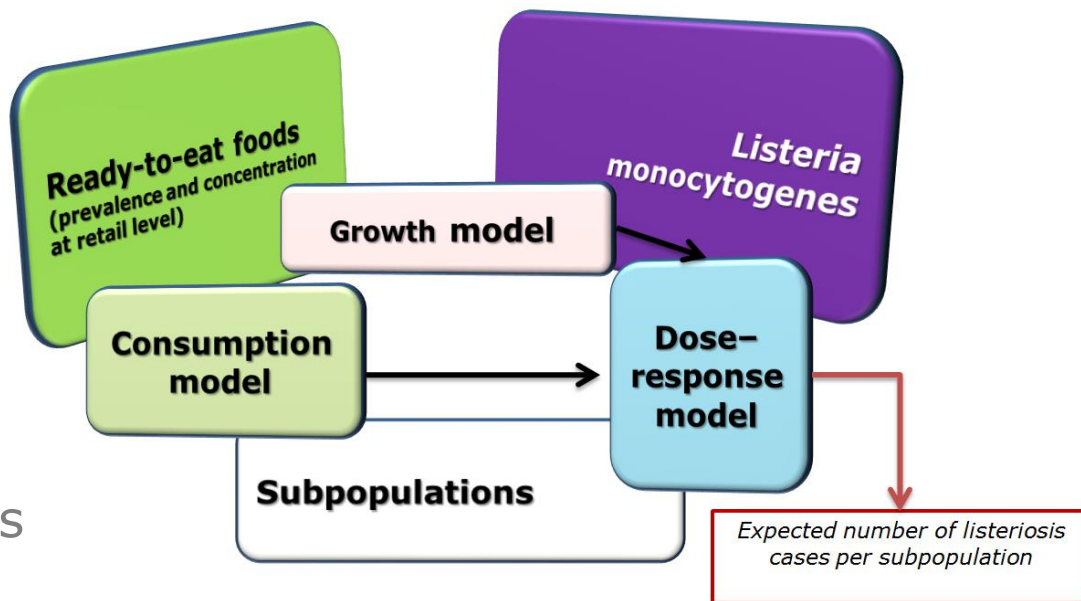 Ready-to-eat foods
(prevalence and concentration
at retail level)
Listeria
monocytogenes
Growth model
Consumption
model
Dose–
response
model
Subpopulations
s
Expected number of listeriosis
cases per subpopulation